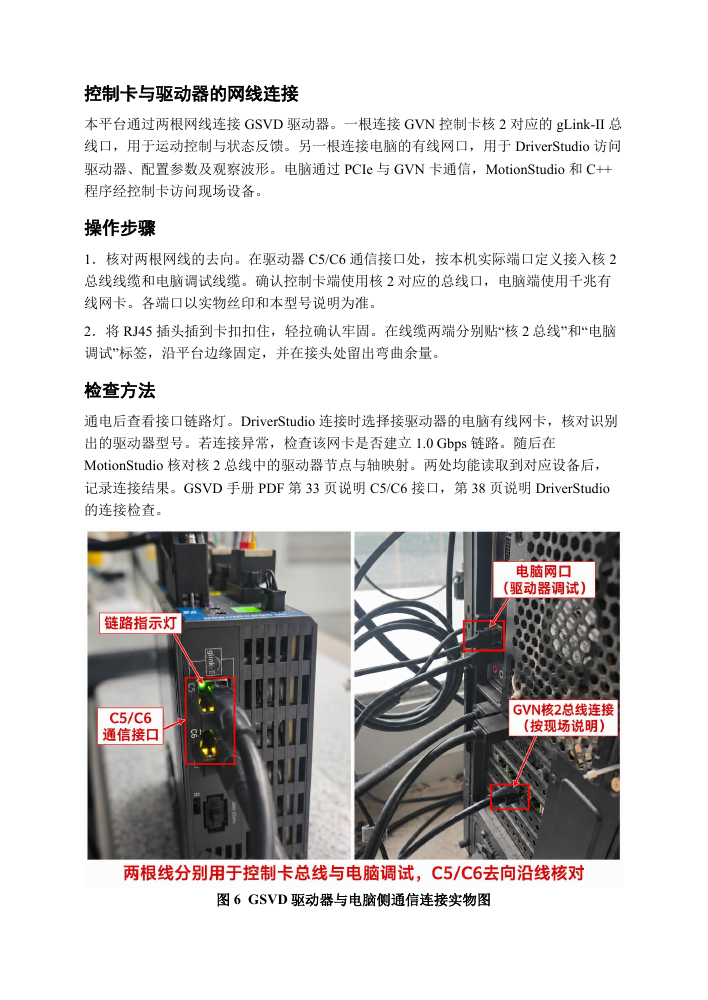 控制卡与驱动器的网线连接
本平台通过两根网线连接 GSVD 驱动器。一根连接 GVN 控制卡核 2 对应的 gLink-II 总
线口，用于运动控制与状态反馈。另一根连接电脑的有线网口，用于 DriverStudio 访问
驱动器、配置参数及观察波形。电脑通过 PCIe 与 GVN 卡通信，MotionStudio 和 C++
程序经控制卡访问现场设备。
操作步骤
1．核对两根网线的去向。在驱动器 C5/C6 通信接口处，按本机实际端口定义接入核 2
总线线缆和电脑调试线缆。确认控制卡端使用核 2 对应的总线口，电脑端使用千兆有
线网卡。各端口以实物丝印和本型号说明为准。
2．将 RJ45 插头插到卡扣扣住，轻拉确认牢固。在线缆两端分别贴“核 2 总线”和“电脑
调试”标签，沿平台边缘固定，并在接头处留出弯曲余量。
检查方法
通电后查看接口链路灯。DriverStudio 连接时选择接驱动器的电脑有线网卡，核对识别
出的驱动器型号。若连接异常，检查该网卡是否建立 1.0 Gbps 链路。随后在
MotionStudio 核对核 2 总线中的驱动器节点与轴映射。两处均能读取到对应设备后，
记录连接结果。GSVD 手册 PDF 第 33 页说明 C5/C6 接口，第 38 页说明 DriverStudio
的连接检查。
链路指示灯
glink-II
C5
C6
C5/C6
通信接口
电脑网口
（驱动器调试）
GVN核2总线连接
（按现场说明）
两根线分别用于控制卡总线与电脑调试，C5/C6去向沿线核对
图 6 GSVD 驱动器与电脑侧通信连接实物图